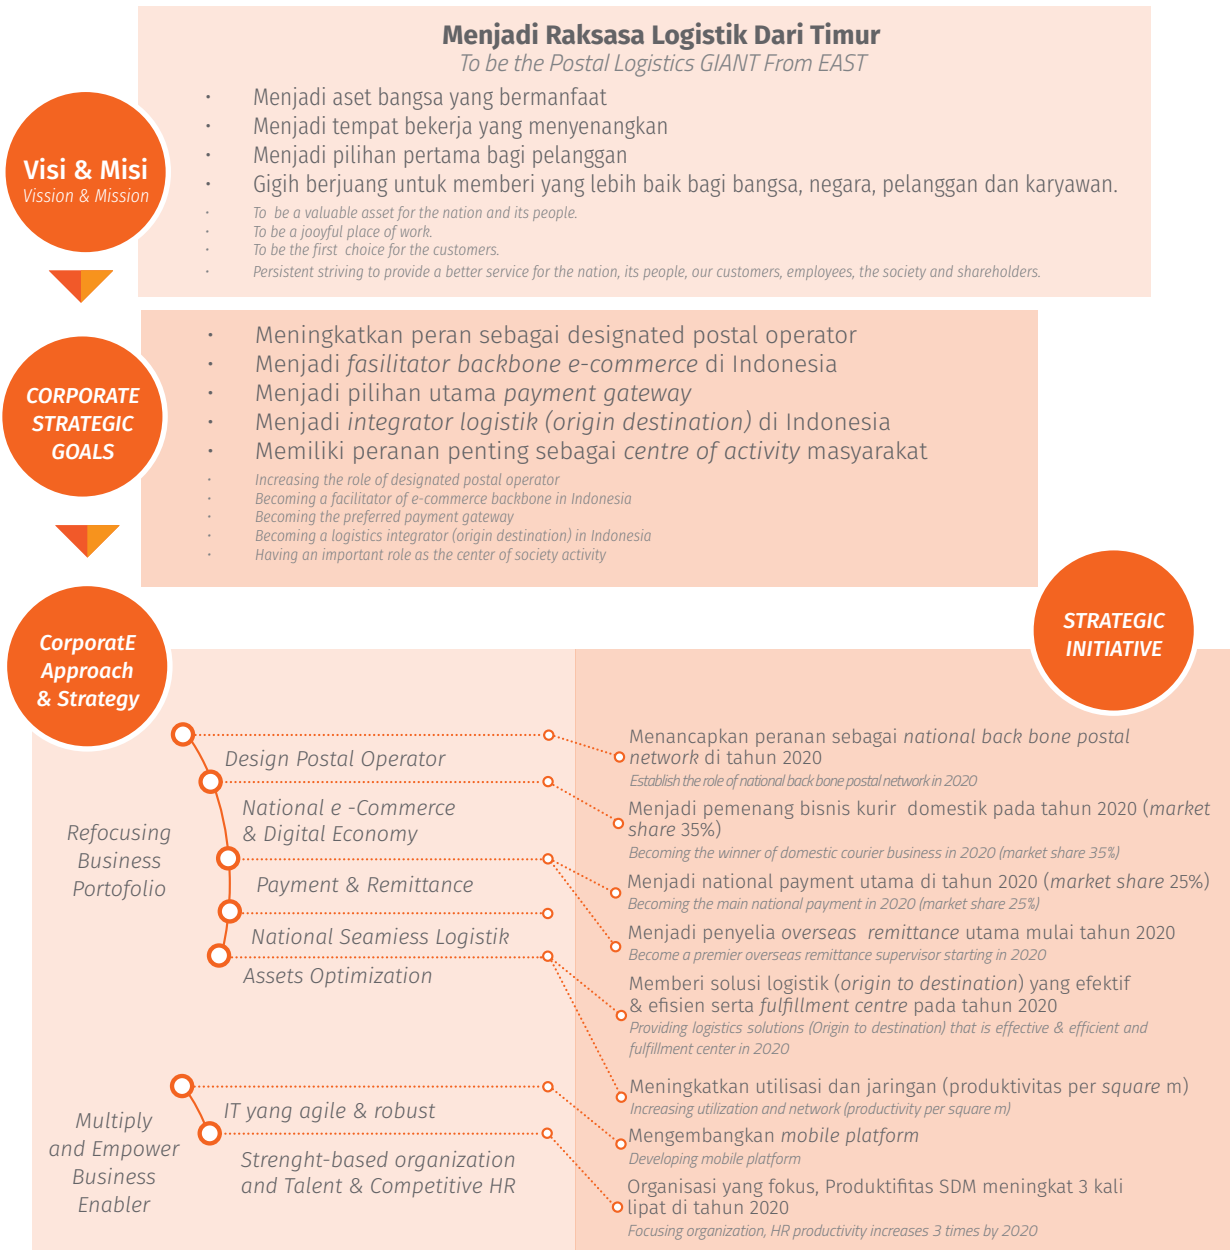 Menjadi Raksasa Logistik Dari Timur
To be the Postal Logistics GIANT From EAST
Visi & Misi
Vission & Mission
• Menjadi aset bangsa yang bermanfaat
• Menjadi tempat bekerja yang menyenangkan
• Menjadi pilihan pertama bagi pelanggan
• Gigih berjuang untuk memberi yang lebih baik bagi bangsa, negara, pelanggan dan karyawan.
• To be a valuable asset for the nation and its people.
• To be a jooyful place of work.
• To be the first choice for the customers.
• Persistent striving to provide a better service for the nation, its people, our customers, employees, the society and shareholders.
CORPORATE
STRATEGIC
GOALS
• Meningkatkan peran sebagai designated postal operator
• Menjadi fasilitator backbone e-commerce di Indonesia
• Menjadi pilihan utama payment gateway
• Menjadi integrator logistik (origin destination) di Indonesia
• Memiliki peranan penting sebagai centre of activity masyarakat
• Increasing the role of designated postal operator
• Becoming a facilitator of e-commerce backbone in Indonesia
• Becoming the preferred payment gateway
• Becoming a logistics integrator (origin destination) in Indonesia
• Having an important role as the center of society activity
CorporatE
Approach
& Strategy
STRATEGIC
INITIATIVE
Refocusing
Business
Portofolio
Design Postal Operator
National e -Commerce
& Digital Economy
Payment & Remittance
National Seamiess Logistik
Assets Optimization
Multiply
and Empower
Business
Enabler
IT yang agile & robust
Strenght-based organization
and Talent & Competitive HR
Menancapkan peranan sebagai national back bone postal
network di tahun 2020
Establish the role of national back bone postal network in 2020
Menjadi pemenang bisnis kurir domestik pada tahun 2020 (market
share 35%)
Becoming the winner of domestic courier business in 2020 (market share 35%)
Menjadi national payment utama di tahun 2020 (market share 25%)
Becoming the main national payment in 2020 (market share 25%)
Menjadi penyelia overseas remittance utama mulai tahun 2020
Become a premier overseas remittance supervisor starting in 2020
Memberi solusi logistik (origin to destination) yang efektif
& efisien serta fulfillment centre pada tahun 2020
Providing logistics solutions (Origin to destination) that is effective & efficient and
fulfillment center in 2020
Meningkatkan utilisasi dan jaringan (produktivitas per square m)
Increasing utilization and network (productivity per square m)
Mengembangkan mobile platform
Developing mobile platform
Organisasi yang fokus, Produktifitas SDM meningkat 3 kali
lipat di tahun 2020
Focusing organization, HR productivity increases 3 times by 2020